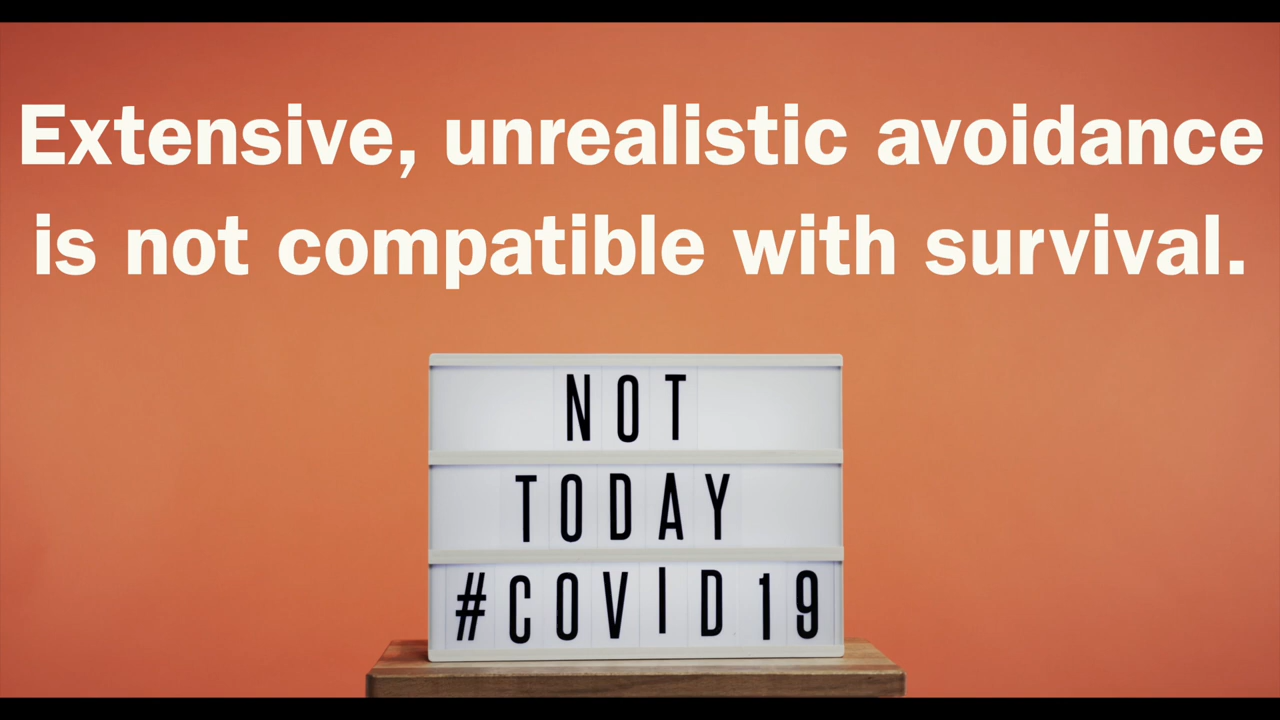 Extensive, unrealistic avoidance
is not compatible with survival.
NOT
TODAY
#COVID19